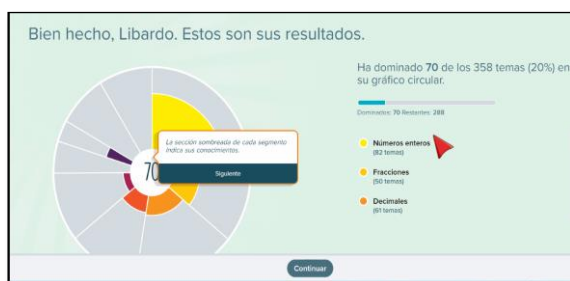 Bien hecho, Libardo. Estos son sus resultados.
Ha dominado 70 de los 358 temas (20%) en
su gráfico circular.
Dominados: 70 Restantes: 288
La sección sombreada de cada segmento
indica sus conocimientos.
70
Siguiente
Números enteros
(82 temas)
Fracciones
(50 temas)
Decimales
(61 temas)
Continuar